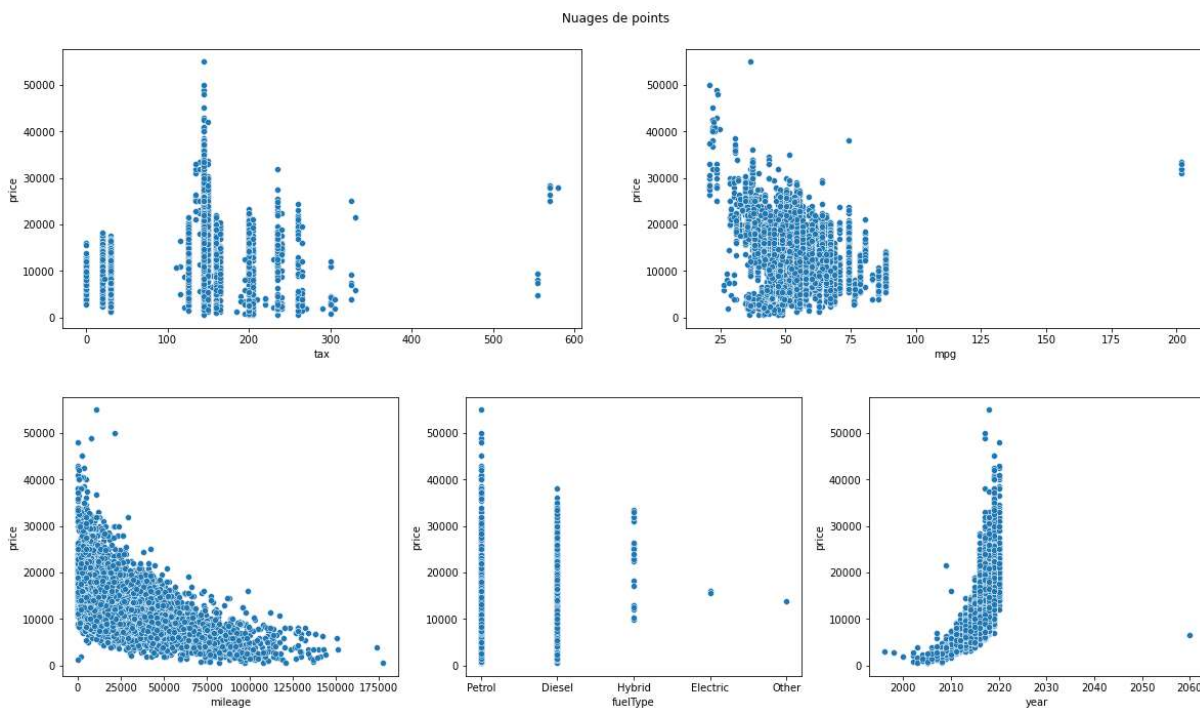 Nuages de points
price
50000
40000
30000
20000
10000
0
0 100 200 300 400 500 600
tax
price
50000
40000
30000
20000
10000
0
25 50 75 100 125 150 175 200
mpg
price
50000
40000
30000
20000
10000
0
0 25000 50000 75000 100000 125000 150000 175000
mileage
price
50000
40000
30000
20000
10000
0
Petrol Diesel Hybrid Electric Other
fuelType
price
50000
40000
30000
20000
10000
0
2000 2010 2020 2030 2040 2050 2060
year